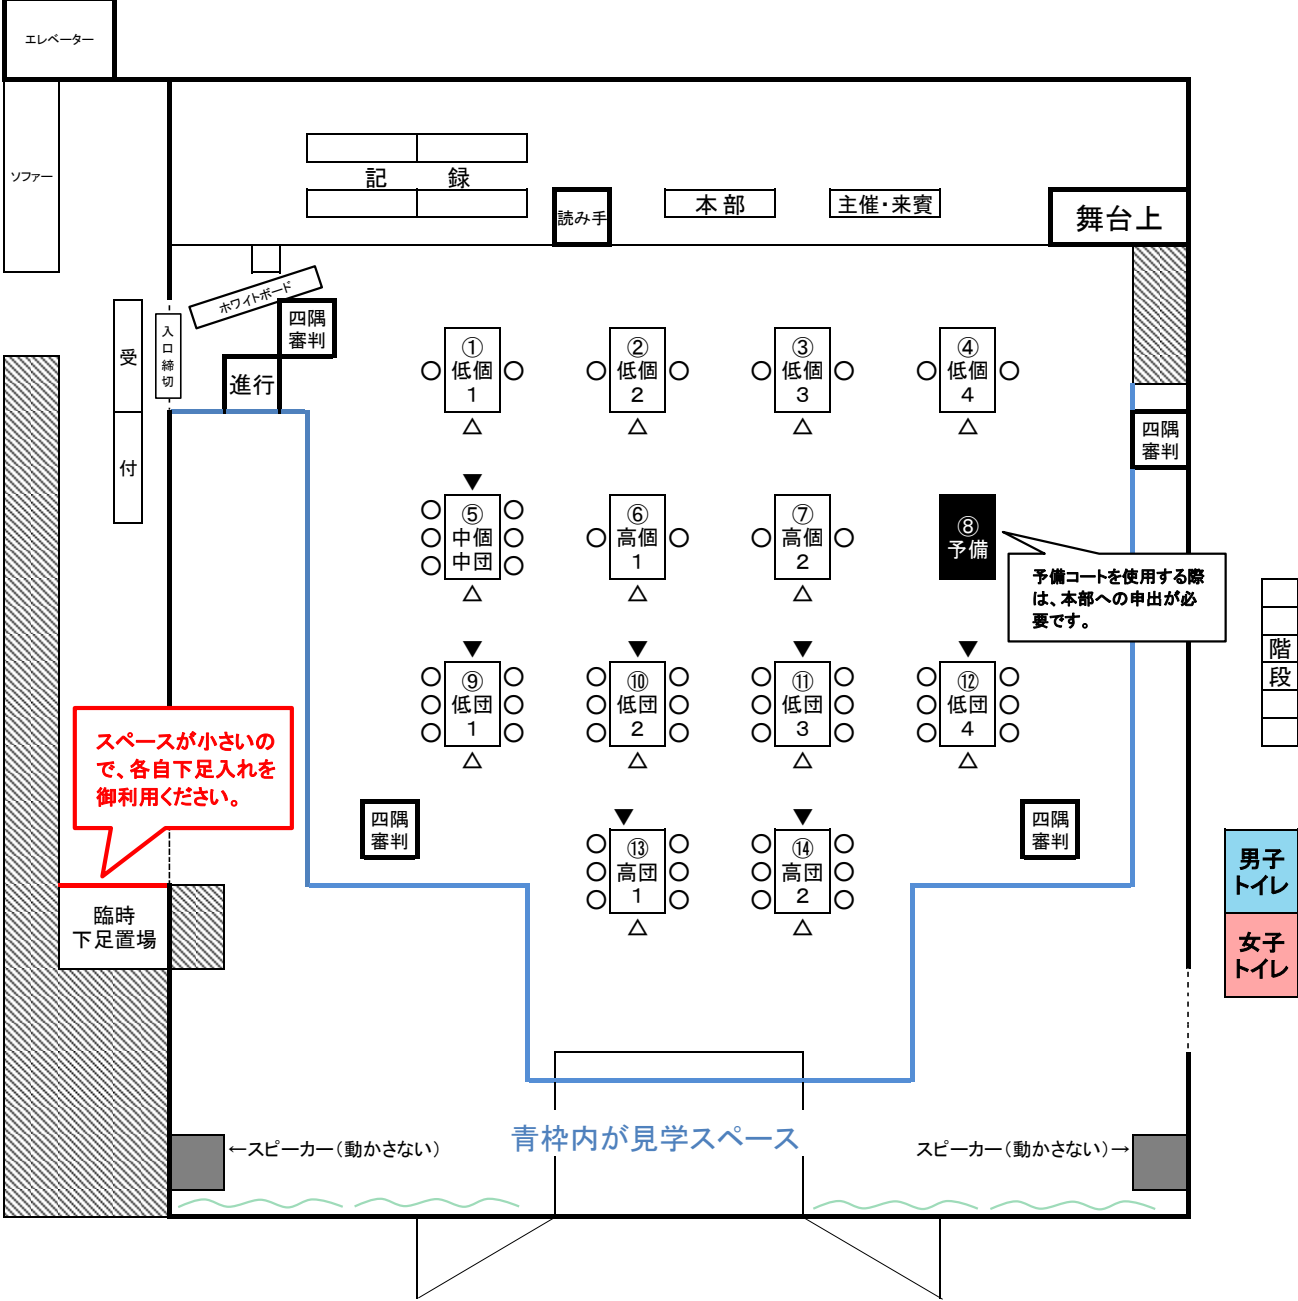 エレベーター
ソファー
記 録
読み手
本部
主催・来賓
舞台上
ホワイトボード
四隅
審判
進行
入口締切
受
付
①
低個
1
②
低個
2
③
低個
3
④
低個
4
四隅
審判
⑤
中個
中団
⑥
高個
1
⑦
高個
2
⑧
予備
予備コートを使用する際
は、本部への申出が必
要です。
階
段
⑨
低団
1
⑩
低団
2
⑪
低団
3
⑫
低団
4
スペースが小さいの
で、各自下足入れを
御利用ください。
四隅
審判
⑬
高団
1
⑭
高団
2
四隅
審判
男子
トイレ
女子
トイレ
臨時
下足置場
青枠内が見学スペース
←スピーカー（動かさない）
スピーカー（動かさない）→